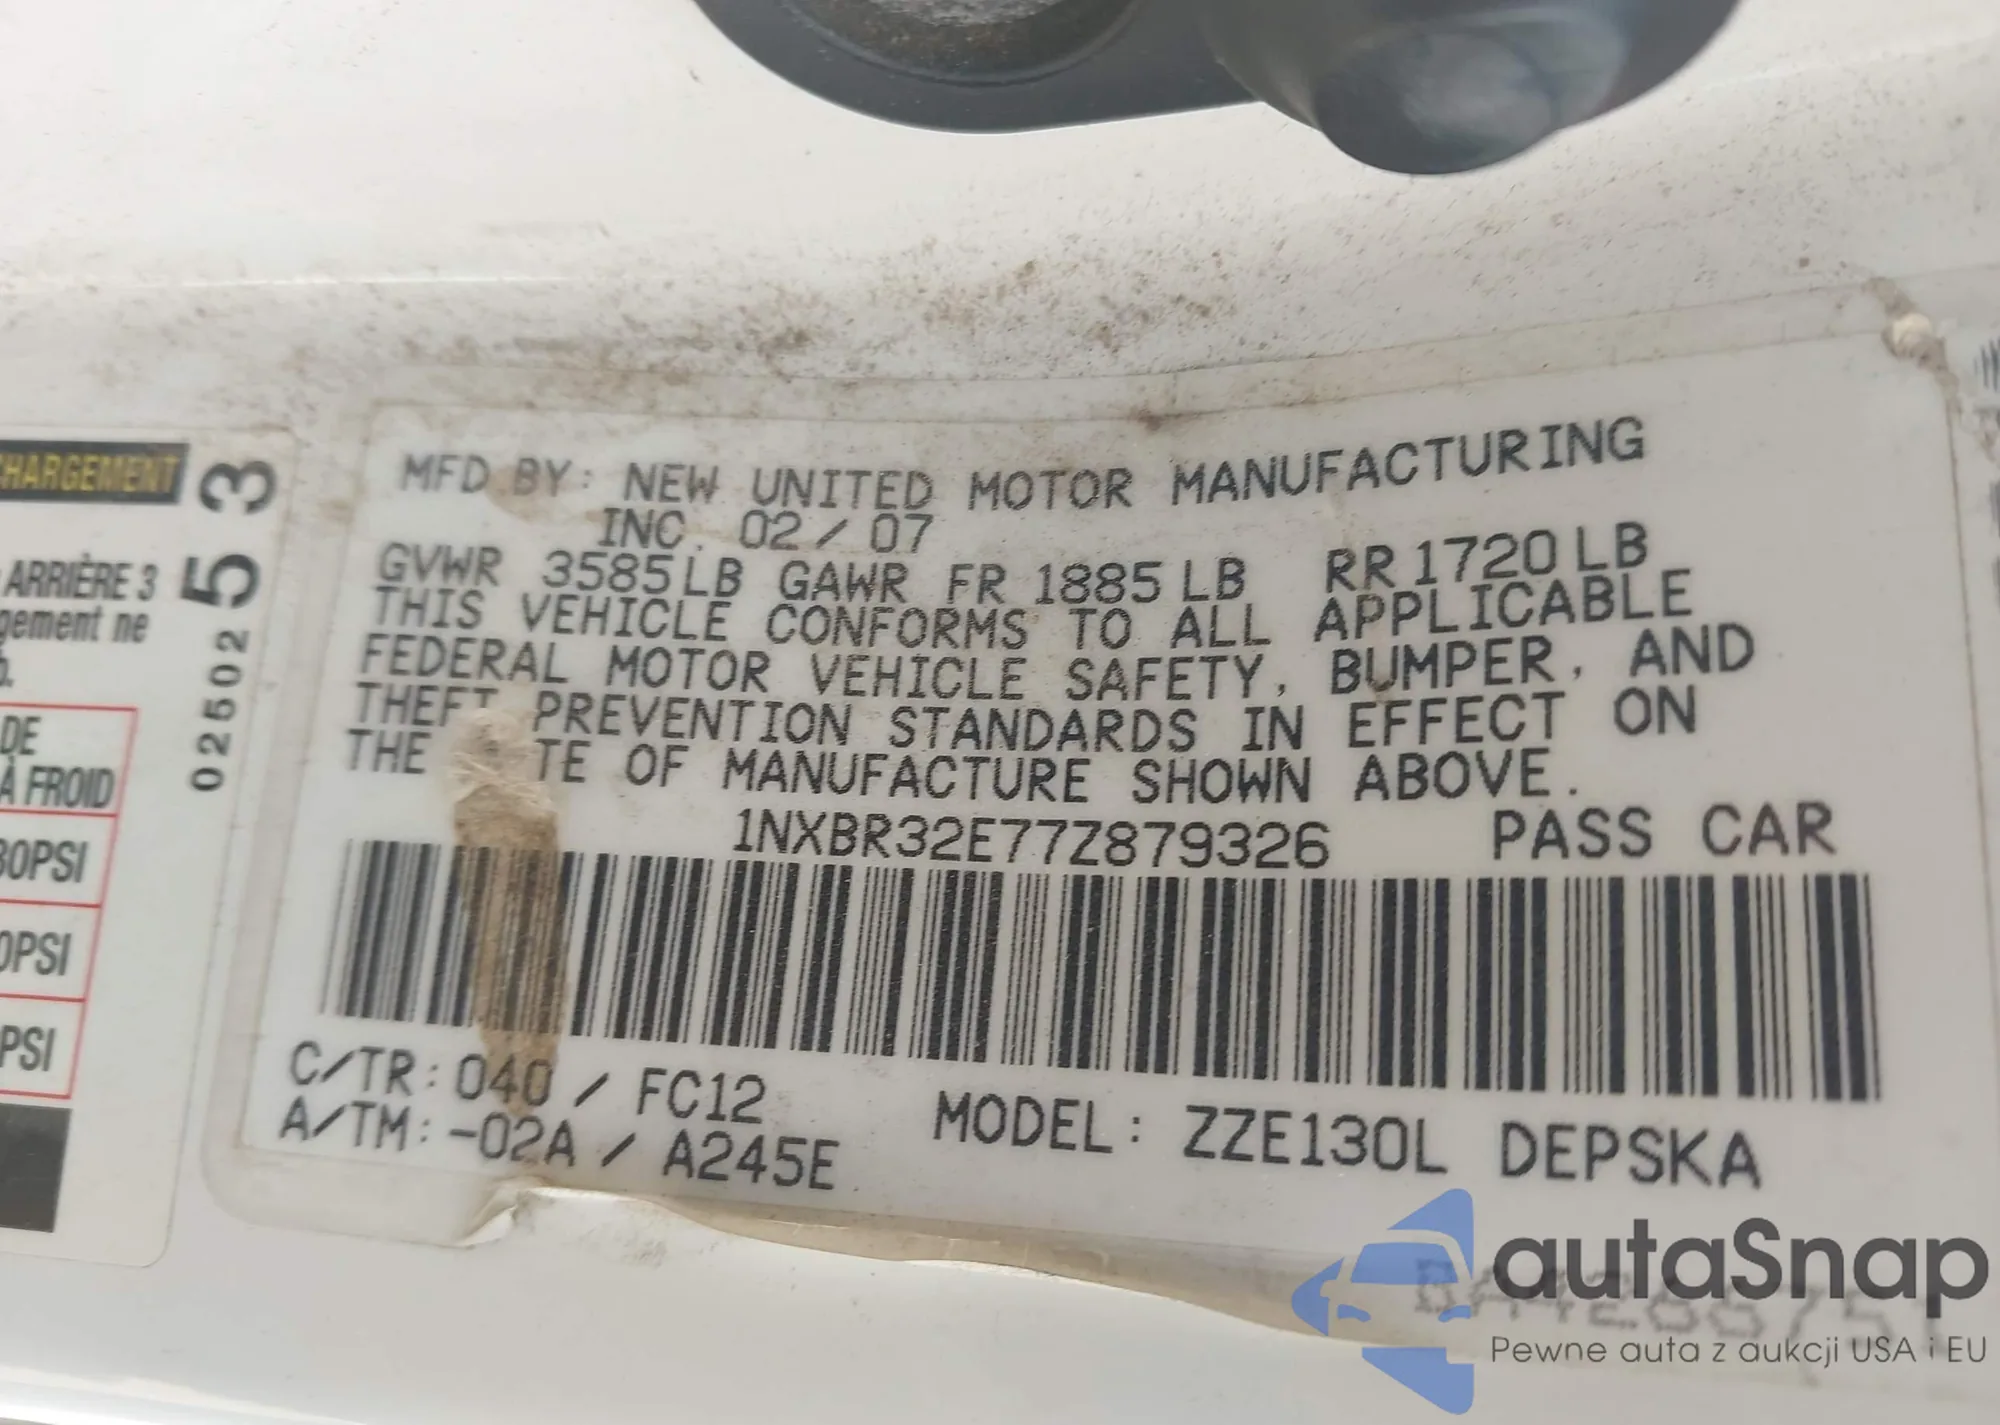 CHARGEMENT
ARRIÈRE 3
gement ne
DE
À FROID
30PSI
0PSI
PSI
02502 53
MFD BY: NEW UNITED MOTOR MANUFACTURING
INC. 02/07
GVWR 3585LB GAWR FR 1885LB RR 1720LB
THIS VEHICLE CONFORMS TO ALL APPLICABLE
FEDERAL MOTOR VEHICLE SAFETY, BUMPER, AND
THEFT PREVENTION STANDARDS IN EFFECT ON
THE TE OF MANUFACTURE SHOWN ABOVE.
1NXBR32E77Z879326 PASS CAR
C/TR: 040 / FC12
A/TM: -02A / A245E
MODEL: ZZE130L DEPSKA
autaSnap
Pewne auta z aukcji USA i EU